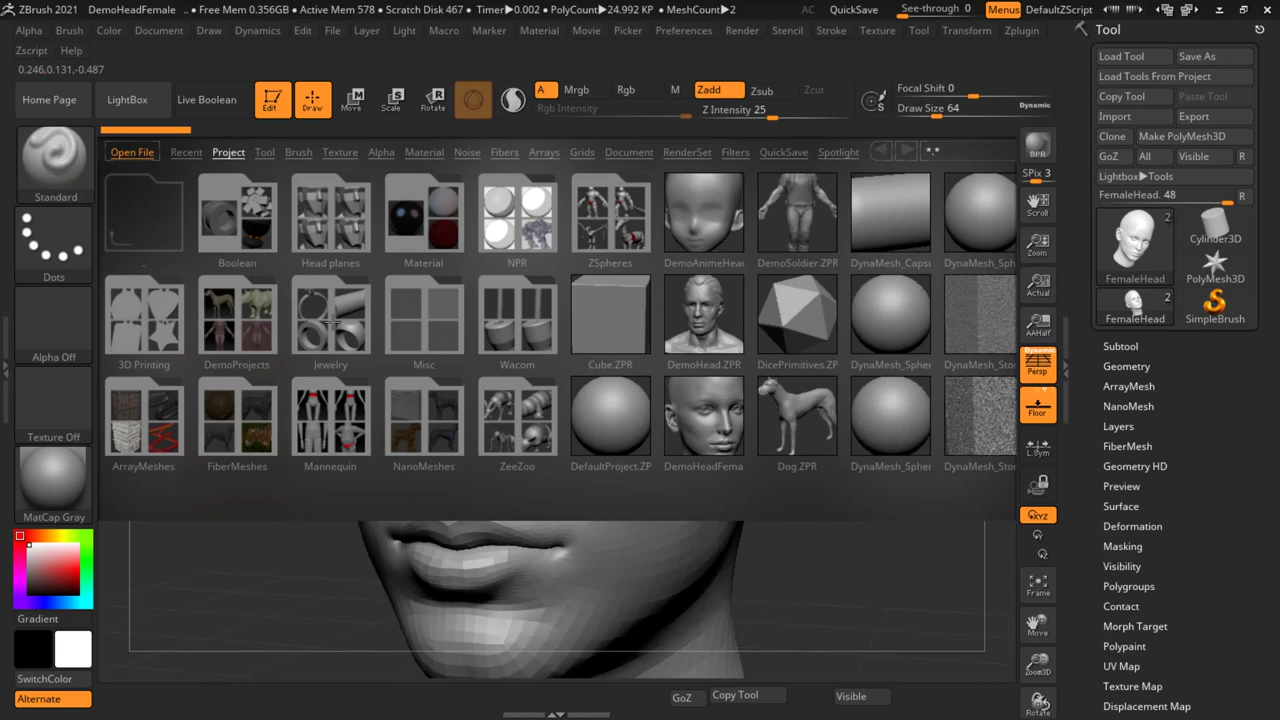 ZBrush 2021 DemoHeadFemale .. • Free Mem 0.356GB • Active Mem 578 • Scratch Disk 467 • Timer▶0.002 • PolyCount▶24.992 KP • MeshCount▶2 AC QuickSave See-through 0 Menus DefaultZScript
Alpha Brush Color Document Draw Dynamics Edit File Layer Light Macro Marker Material Movie Picker Preferences Render Stencil Stroke Texture Tool Transform Zplugin
Zscript Help
0.246,0.131,-0.487
Home Page LightBox Live Boolean Edit Draw Move Scale Rotate A Mrgb Rgb M Zadd Zsub Zcut Focal Shift 0
Rgb Intensity Z Intensity 25 S Draw Size 64 Dynamic
Open File Recent Project Tool Brush Texture Alpha Material Noise Fibers Arrays Grids Document RenderSet Filters QuickSave Spotlight *.*
Standard
Dots
Alpha Off
Texture Off
MatCap Gray
Gradient
SwitchColor
Alternate
..
Boolean Head planes Material NPR ZSpheres DemoAnimeHea DemoSoldier.ZPR DynaMesh_Caps DynaMesh_Sph
3D Printing DemoProjects Jewelry Misc Wacom Cube.ZPR DemoHead.ZPR DicePrimitives.ZP DynaMesh_Spher DynaMesh_Stor
ArrayMeshes FiberMeshes Mannequin NanoMeshes ZeeZoo DefaultProject.ZP DemoHeadFema Dog.ZPR DynaMesh_Spher DynaMesh_Stor
GoZ Copy Tool Visible
BPR
SPix 3
Scroll
Zoom
Actual
AAHalf
Dynamic
Persp
Floor
L.Sym
XYZ
Y
Z
Frame
Move
Zoom3D
Rotate
Tool
Load Tool Save As
Load Tools From Project
Copy Tool Paste Tool
Import Export
Clone Make PolyMesh3D
GoZ All Visible R
Lightbox▶Tools
FemaleHead. 48 R
2
FemaleHead Cylinder3D
PolyMesh3D
2
FemaleHead SimpleBrush
Subtool
Geometry
ArrayMesh
NanoMesh
Layers
FiberMesh
Geometry HD
Preview
Surface
Deformation
Masking
Visibility
Polygroups
Contact
Morph Target
Polypaint
UV Map
Texture Map
Displacement Map